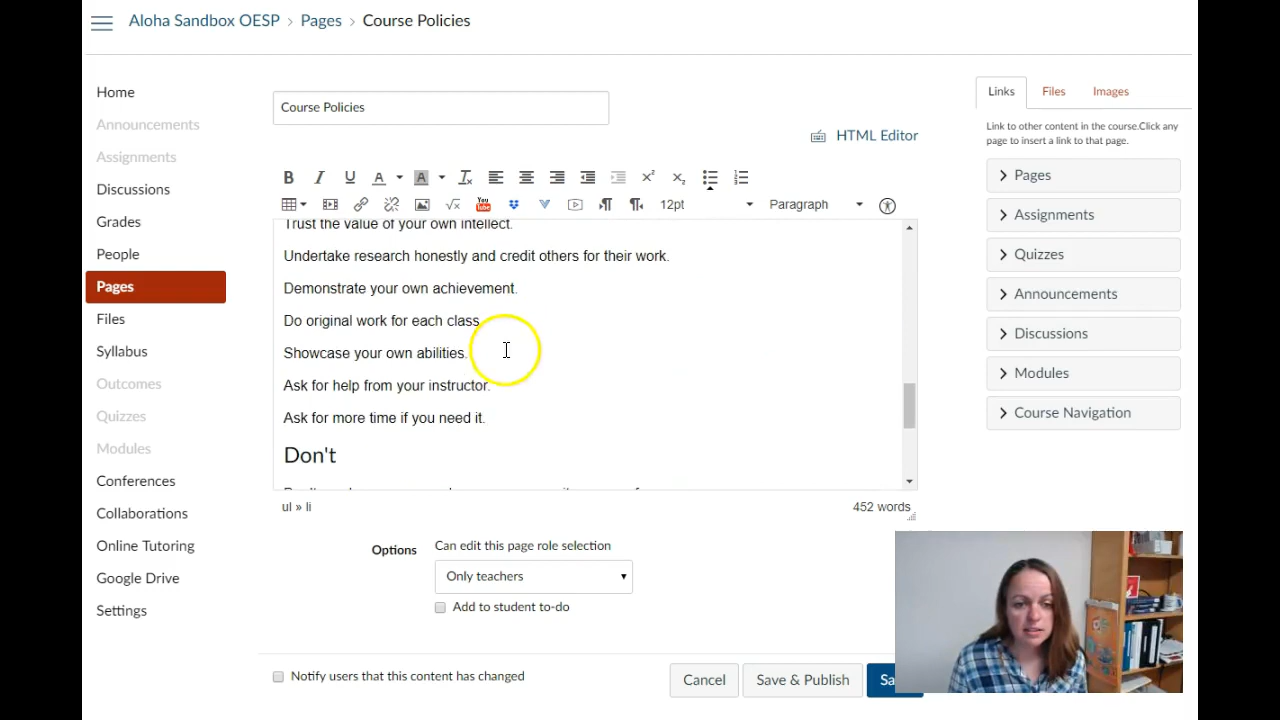 Aloha Sandbox OESP > Pages > Course Policies
Home
Announcements
Assignments
Discussions
Grades
People
Pages
Files
Syllabus
Outcomes
Quizzes
Modules
Conferences
Collaborations
Online Tutoring
Google Drive
Settings
Course Policies
HTML Editor
B I U A A
12pt Paragraph
Trust the value of your own intellect.
Undertake research honestly and credit others for their work.
Demonstrate your own achievement.
Do original work for each class.
Showcase your own abilities.
Ask for help from your instructor.
Ask for more time if you need it.
Don't
ul » li
452 words
Options
Can edit this page role selection
Only teachers
Add to student to-do
Notify users that this content has changed
Cancel
Save & Publish
Links
Files
Images
Link to other content in the course.Click any
page to insert a link to that page.
Pages
Assignments
Quizzes
Announcements
Discussions
Modules
Course Navigation